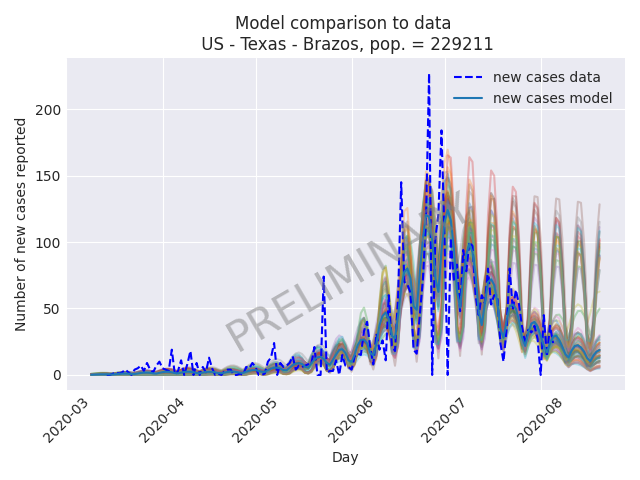 Model comparison to data
US - Texas - Brazos, pop. = 229211
new cases data
new cases model
PRELIMINARY
Number of new cases reported
200
150
100
50
0
2020-03
2020-04
2020-05
2020-06
2020-07
2020-08
Day